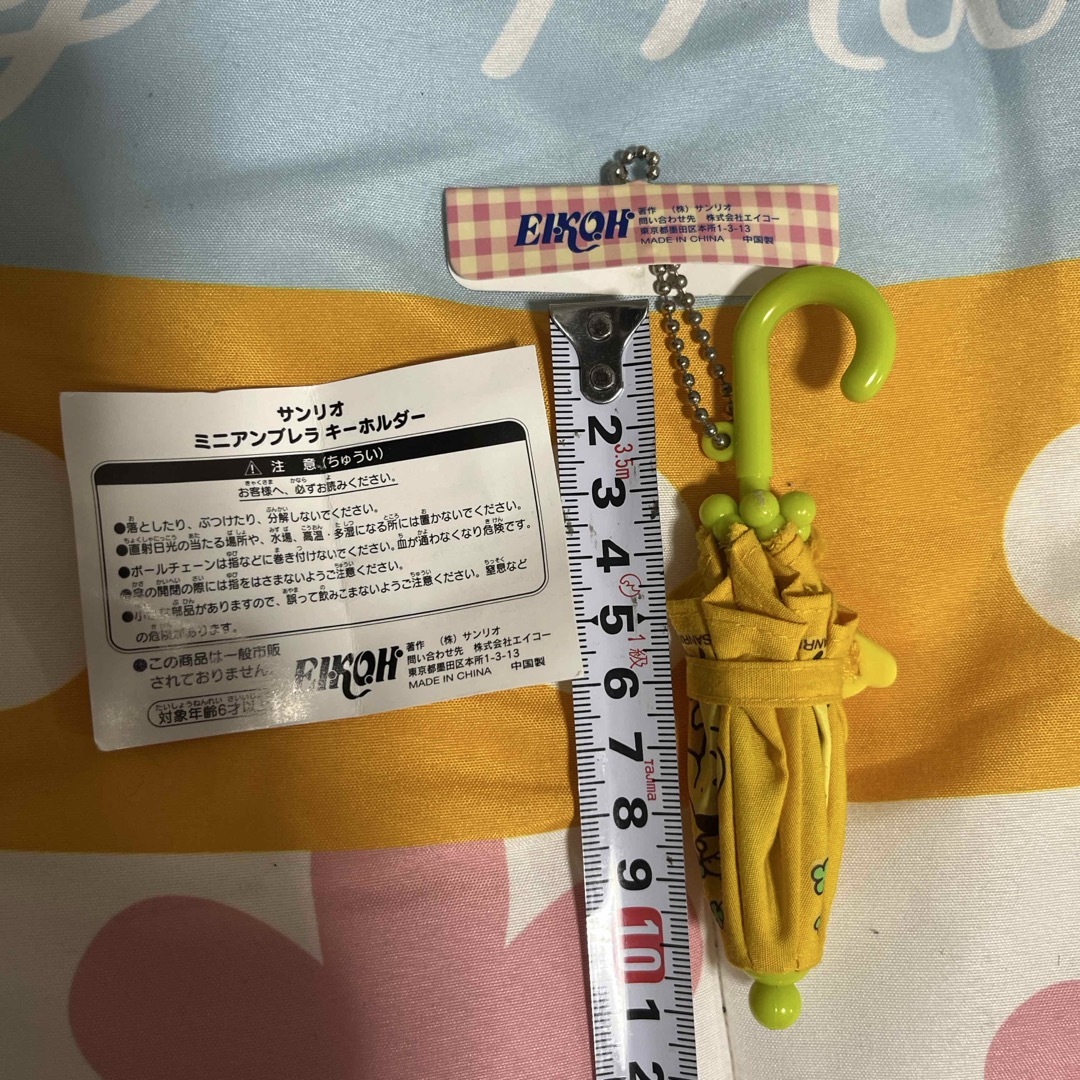 EIKOH
著作 (株)サンリオ
問い合わせ先 株式会社エイコー
東京都墨田区本所1-3-13
MADE IN CHINA 中国製
サンリオ
ミニアンブレラ キーホルダー
⚠ 注 意 (ちゅうい)
お客様へ、必ずお読みください。
●落としたり、ぶつけたり、分解しないでください。
●直射日光の当たる場所や、水場、高温・多湿になる所には置かないでください。
●ボールチェーンは指などに巻き付けないでください。血が通わなくなり危険です。
●傘の開閉の際には指をはさまないようご注意ください。
●小さい部品がありますので、誤って飲みこまないようご注意ください。窒息など
の危険があります。
●この商品は一般市販
されておりません。
対象年齢6才以
EIKOH
著作 (株)サンリオ
問い合わせ先 株式会社エイコー
東京都墨田区本所1-3-13
MADE IN CHINA 中国製
2
3.5m
3
4
5
1級
6
7
Tajima
8
9
10
1
2
SANRI